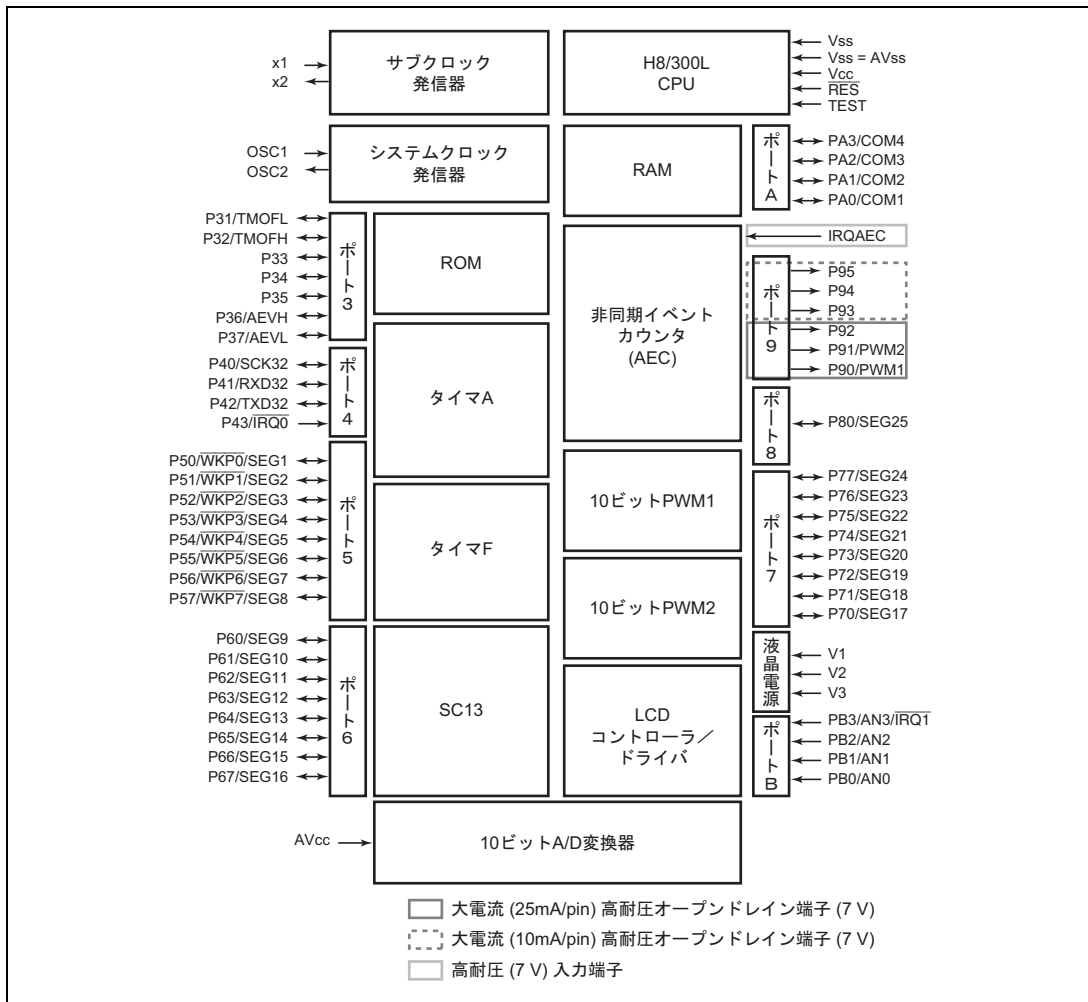 x1
x2
サブクロック
発信器
H8/300L
CPU
Vss
Vss = AVss
Vcc
RES
TEST
OSC1
OSC2
システムクロック
発信器
RAM
ポートA
PA3/COM4
PA2/COM3
PA1/COM2
PA0/COM1
P31/TMOFL
P32/TMOFH
P33
P34
P35
P36/AEVH
P37/AEVL
ポート3
ROM
非同期イベント
カウンタ
(AEC)
IRQAEC
ポート9
P95
P94
P93
P92
P91/PWM2
P90/PWM1
P40/SCK32
P41/RXD32
P42/TXD32
P43/IRQ0
ポート4
タイマA
ポート8
P80/SEG25
P50/WKP0/SEG1
P51/WKP1/SEG2
P52/WKP2/SEG3
P53/WKP3/SEG4
P54/WKP4/SEG5
P55/WKP5/SEG6
P56/WKP6/SEG7
P57/WKP7/SEG8
ポート5
タイマF
10ビットPWM1
10ビットPWM2
ポート7
P77/SEG24
P76/SEG23
P75/SEG22
P74/SEG21
P73/SEG20
P72/SEG19
P71/SEG18
P70/SEG17
P60/SEG9
P61/SEG10
P62/SEG11
P63/SEG12
P64/SEG13
P65/SEG14
P66/SEG15
P67/SEG16
ポート6
SC13
LCD
コントローラ／
ドライバ
液晶電源
V1
V2
V3
ポートB
PB3/AN3/IRQ1
PB2/AN2
PB1/AN1
PB0/AN0
AVcc
10ビットA/D変換器
大電流 (25mA/pin) 高耐圧オープンドレイン端子 (7 V)
大電流 (10mA/pin) 高耐圧オープンドレイン端子 (7 V)
高耐圧 (7 V) 入力端子